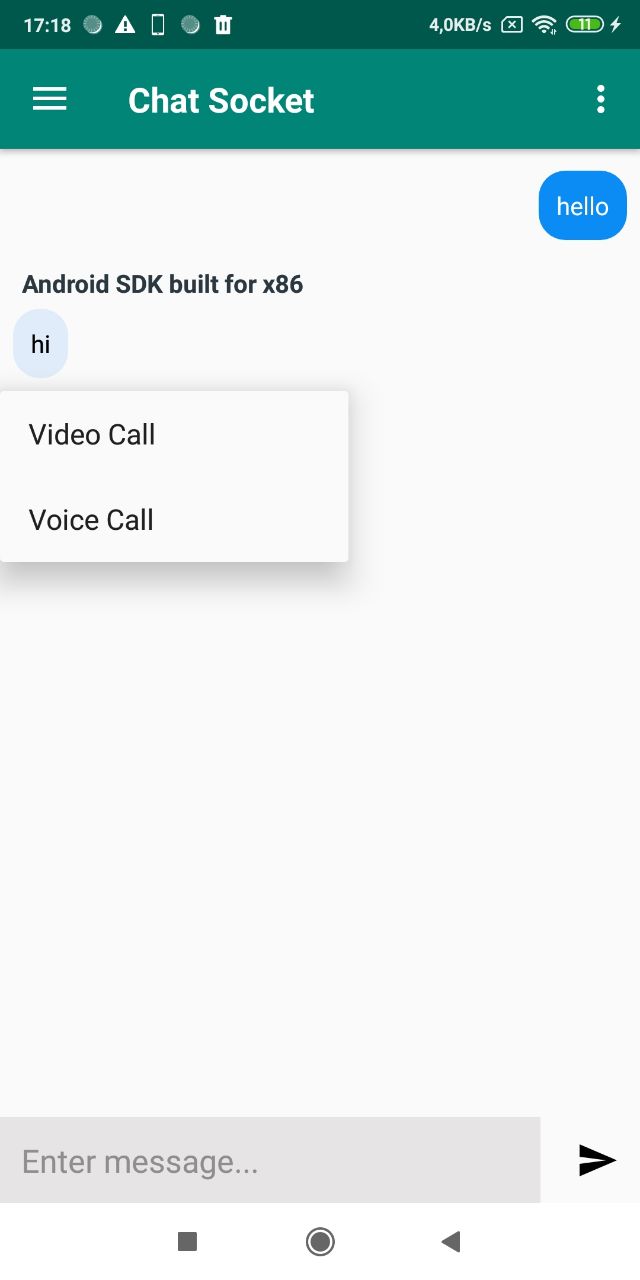 17:18 4,0KB/s 11
Chat Socket
hello
Android SDK built for x86
hi
Video Call
Voice Call
Enter message...